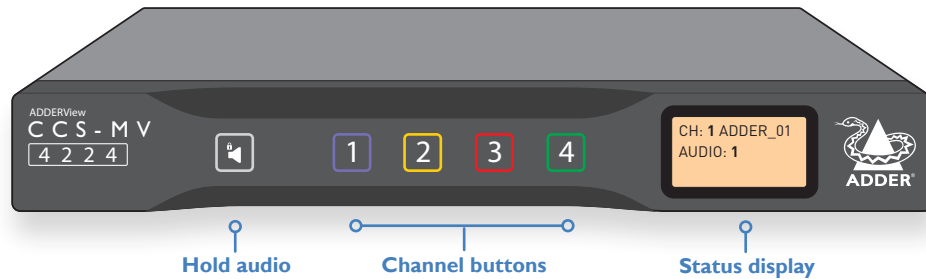 ADDERView
CCS-MV
4224
1
2
3
4
CH: 1 ADDER_01
AUDIO: 1
ADDER®
Hold audio
Channel buttons
Status display